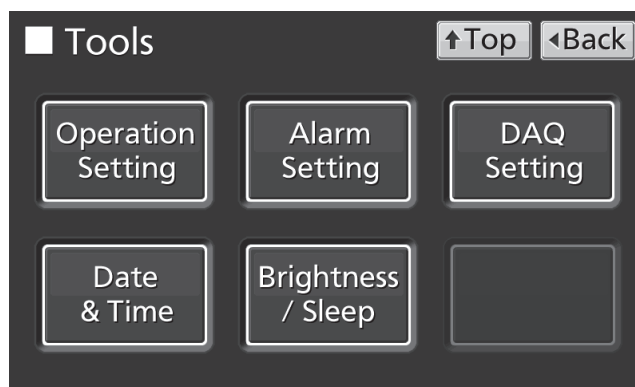 Tools
Top
Back
Operation
Setting
Alarm
Setting
DAQ
Setting
Date
& Time
Brightness
/ Sleep